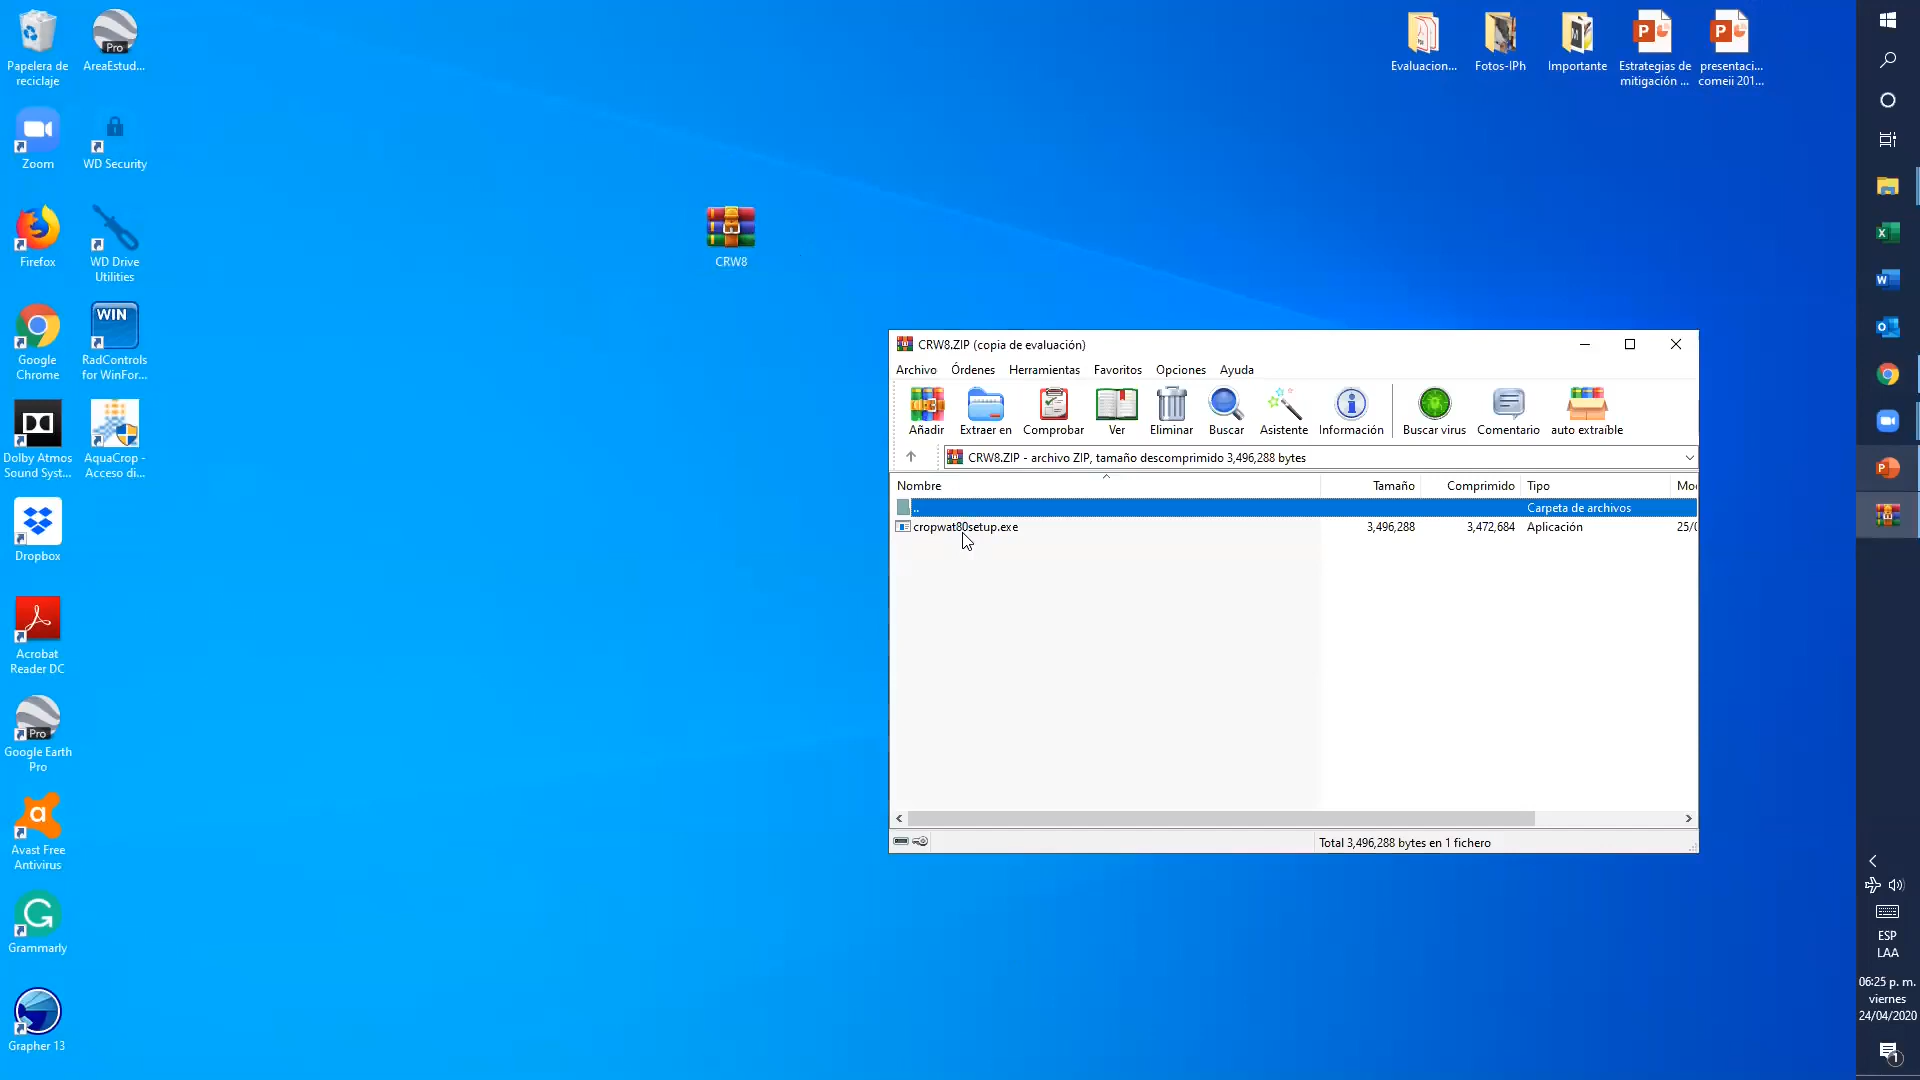 Papelera de
reciclaje
AreaEstud...
Zoom
WD Security
Firefox
WD Drive
Utilities
Google
Chrome
WIN
RadControls
for WinFor...
Dolby Atmos
Sound Syst...
AquaCrop -
Acceso di...
Dropbox
Acrobat
Reader DC
Pro
Pro
Google Earth
Pro
Avast Free
Antivirus
Grammarly
Grapher 13
CRW8
Evaluacion...
Fotos-IPh
Importante
Estrategias de
mitigación ...
presentaci...
comeii 201...
CRW8.ZIP (copia de evaluación)
Archivo Órdenes Herramientas Favoritos Opciones Ayuda
Añadir Extraer en Comprobar Ver Eliminar Buscar Asistente Información Buscar virus Comentario auto extraíble
CRW8.ZIP - archivo ZIP, tamaño descomprimido 3,496,288 bytes
Nombre Tamaño Comprimido Tipo
.. Carpeta de archivos
cropwat80setup.exe 3,496,288 3,472,684 Aplicación 25/0
Total 3,496,288 bytes en 1 fichero
ESP
LAA
06:25 p. m.
viernes
24/04/2020
1